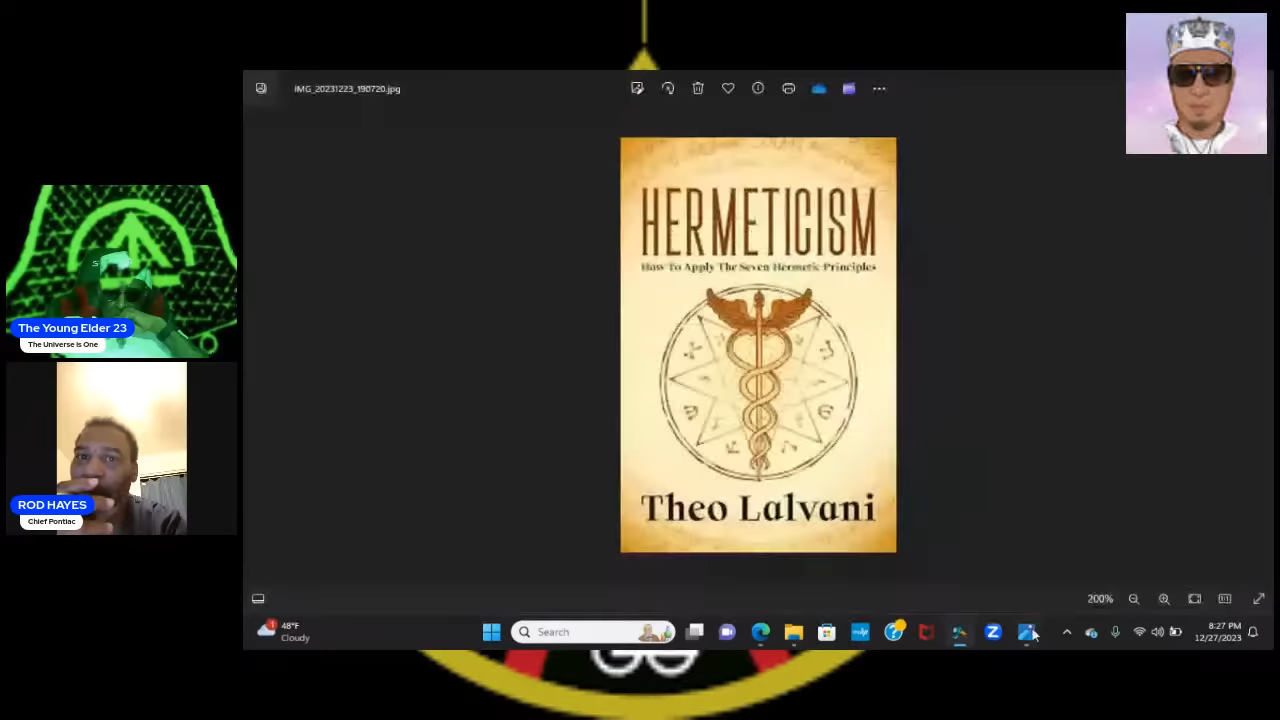 IMG_20231223_190720.jpg
HERMETICISM
How To Apply The Seven Hermetic Principles
Theo Lalvani
The Young Elder 23
The Universe is One
ROD HAYES
Chief Pontiac
200%
1
48°F
Cloudy
Search
Z
8:27 PM
12/27/2023